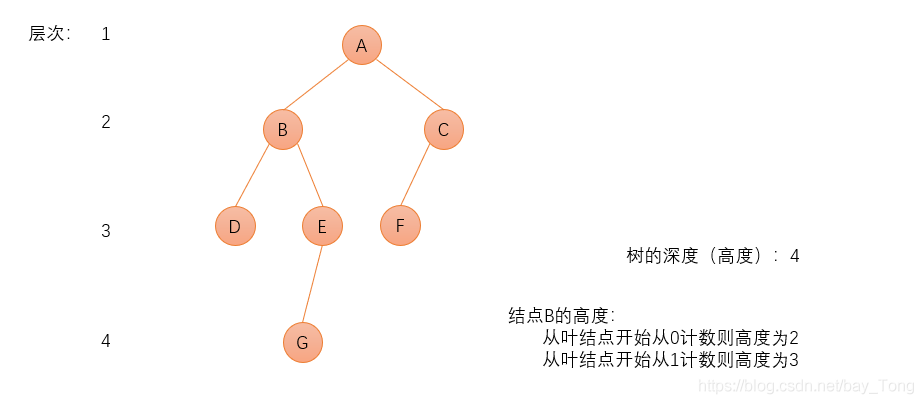 层次： 1
A
2
B
C
3
D
E
F
树的深度（高度）：4
结点B的高度：
4
G
从叶结点开始从0计数则高度为2
从叶结点开始从1计数则高度为3
https://blog.csdn.net/bay_Tong